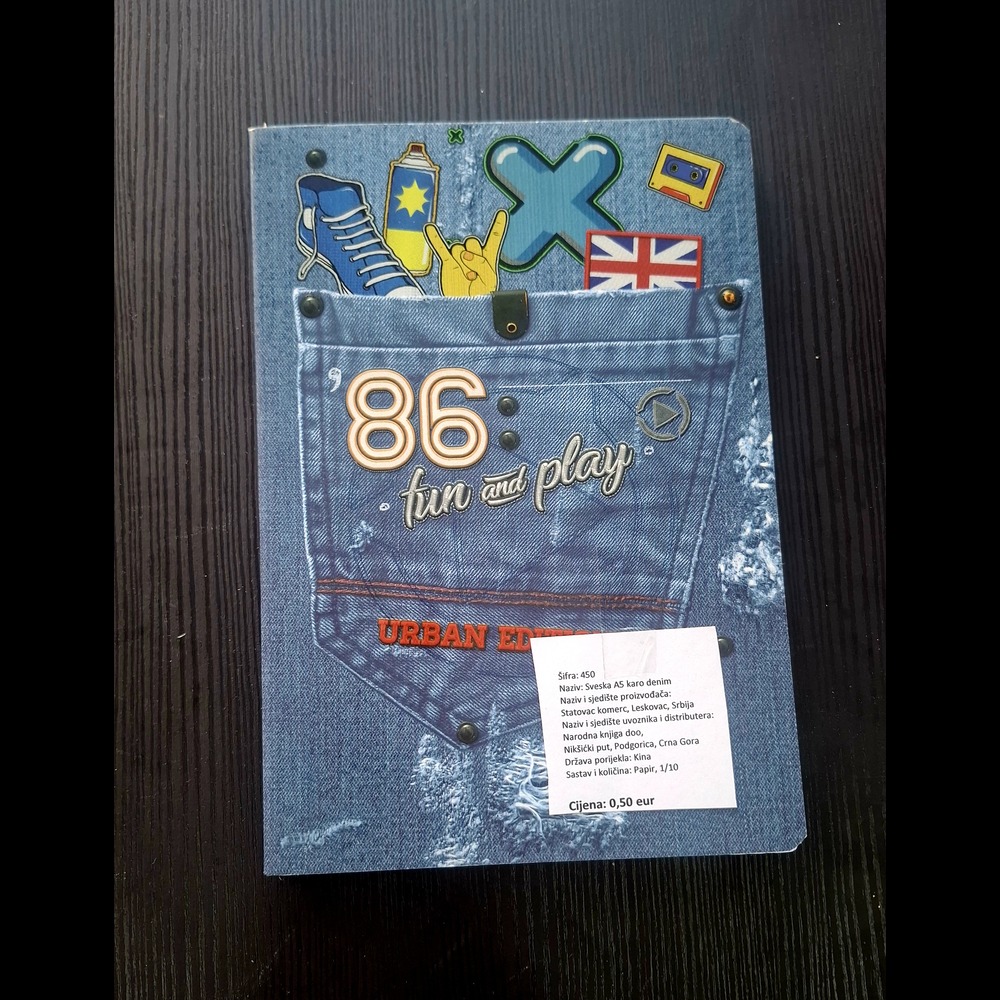 '86
fun and play
URBAN
Šifra: 450
Naziv: Sveska A5 karo denim
Naziv i sjedište proizvođača:
Statovac komerc, Leskovac, Srbija
Naziv i sjedište uvoznika i distributera:
Narodna knjiga doo,
Nikšićki put, Podgorica, Crna Gora
Država porijekla: Kina
Sastav i količina: Papir, 1/10
Cijena: 0,50 eur